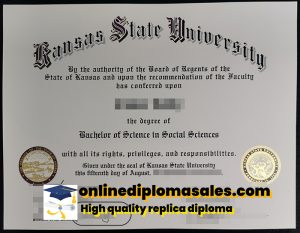 Kansas State University
By the authority of the Board of Regents of the
State of Kansas and upon the recommendation of the Faculty
has conferred upon
the degree of
Bachelor of Science in Social Sciences
with all its rights, privileges, and responsibilities.
Given under the seal of Kansas State University
this fifteenth day of August,
onlinediplomasales.com
High quality replica diploma